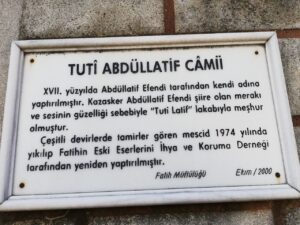 TUTİ ABDÜLLATİF CÂMİİ
XVII. yüzyılda Abdüllatif Efendi tarafından kendi adına
yaptırılmıştır. Kazasker Abdüllatif Efendi şiire olan merakı
ve sesinin güzelliği sebebiyle "Tuti Latif" lakabıyla meşhur
olmuştur.
Çeşitli devirlerde tamirler gören mescid 1974 yılında
yıkılıp Fatihin Eski Eserlerini İhya ve Koruma Derneği
tarafından yeniden yaptırılmıştır.
Fatih Müftülüğü Ekim / 2000